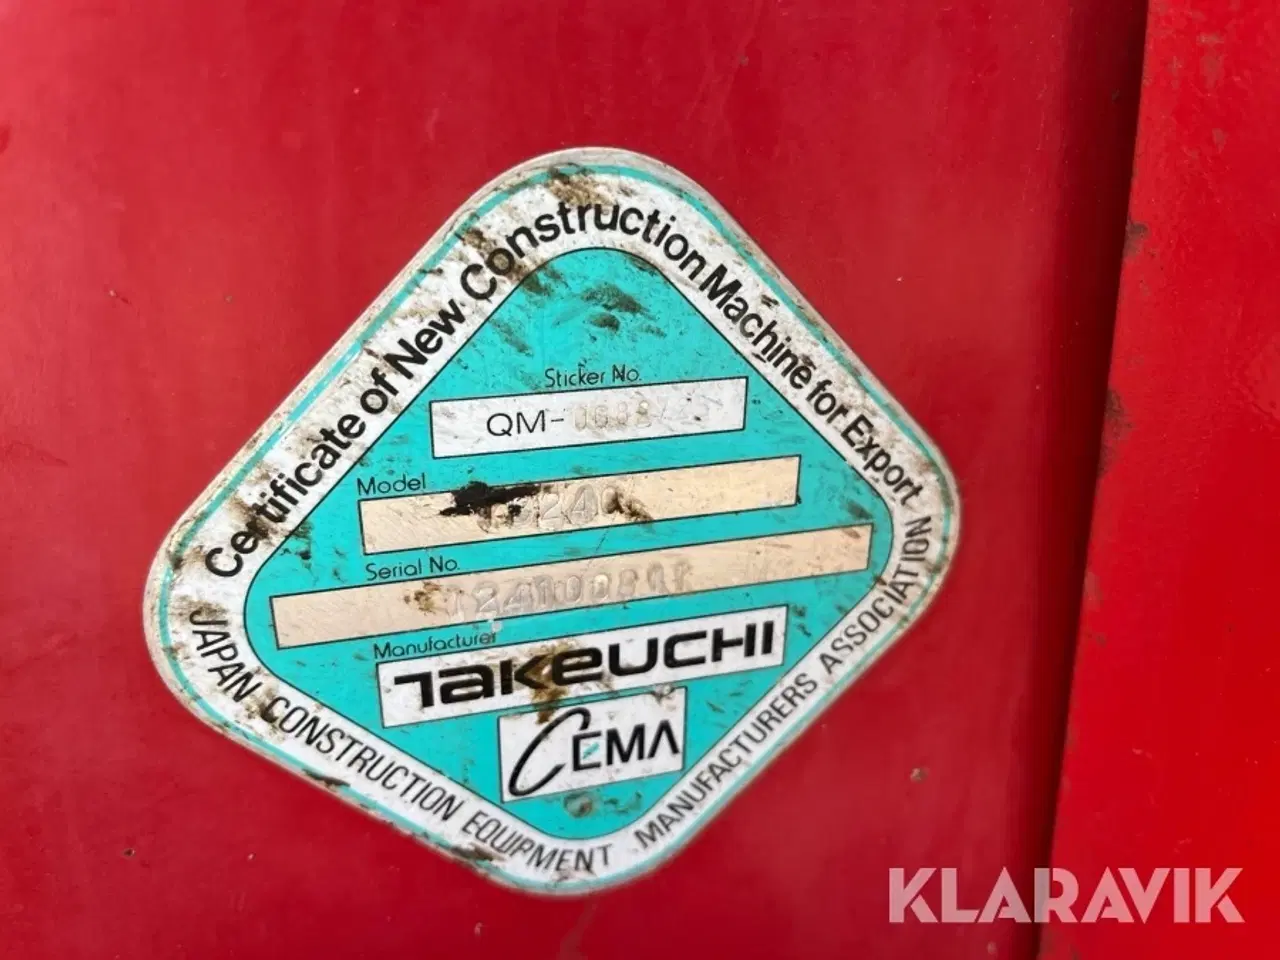 Certificate of New Construction Machine for Export
Sticker No.
QM-
Model
Serial No.
Manufacturer
TAKEUCHI
CEMA
JAPAN CONSTRUCTION EQUIPMENT MANUFACTURERS ASSOCIATION
KLARAVIK